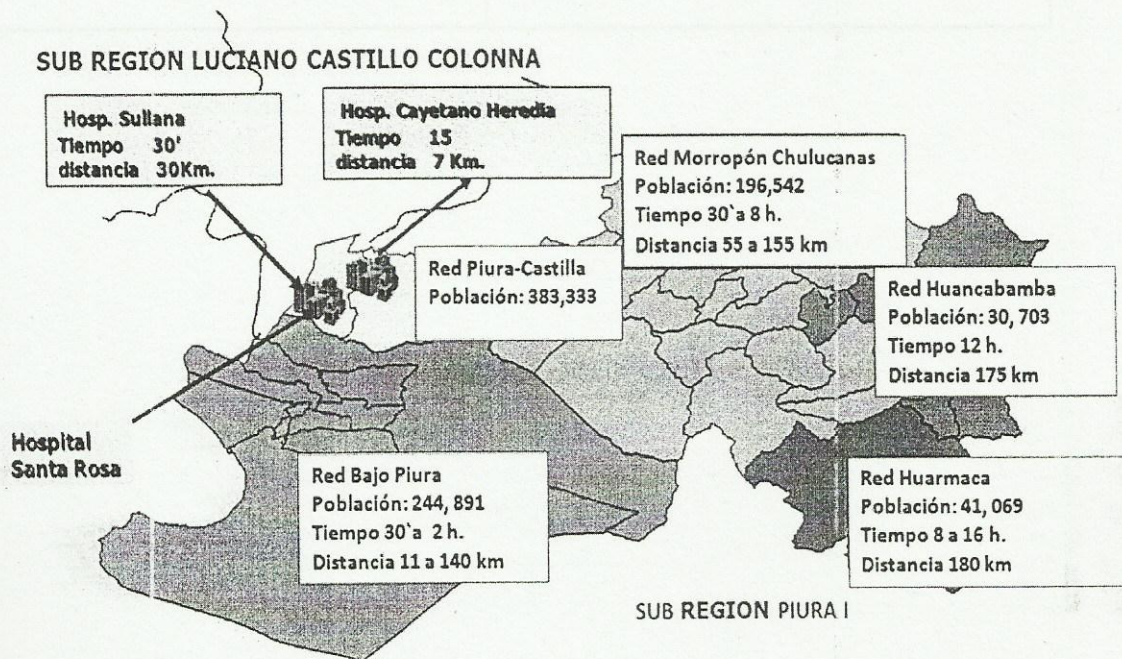 SUB REGION LUCIANO CASTILLO COLONNA
Hosp. Sullana
Tiempo 30'
distancia 30Km.
Hosp. Cayetano Heredia
Tiempo 15
distancia 7 Km.
Red Morropón Chulucanas
Población: 196,542
Tiempo 30`a 8 h.
Distancia 55 a 155 km
Red Piura-Castilla
Población: 383,333
Red Huancabamba
Población: 30, 703
Tiempo 12 h.
Distancia 175 km
Hospital
Santa Rosa
Red Bajo Piura
Población: 244, 891
Tiempo 30`a 2 h.
Distancia 11 a 140 km
Red Huarmaca
Población: 41, 069
Tiempo 8 a 16 h.
Distancia 180 km
SUB REGION PIURA I